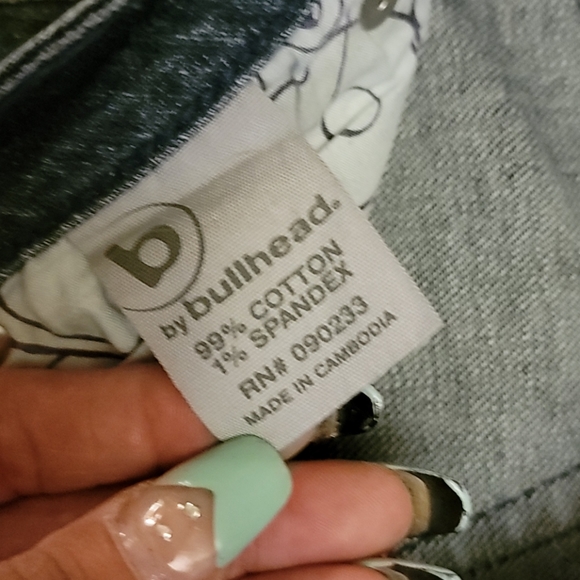 b
by bullhead.
99% COTTON
1% SPANDEX
RN# 090233
MADE IN CAMBODIA